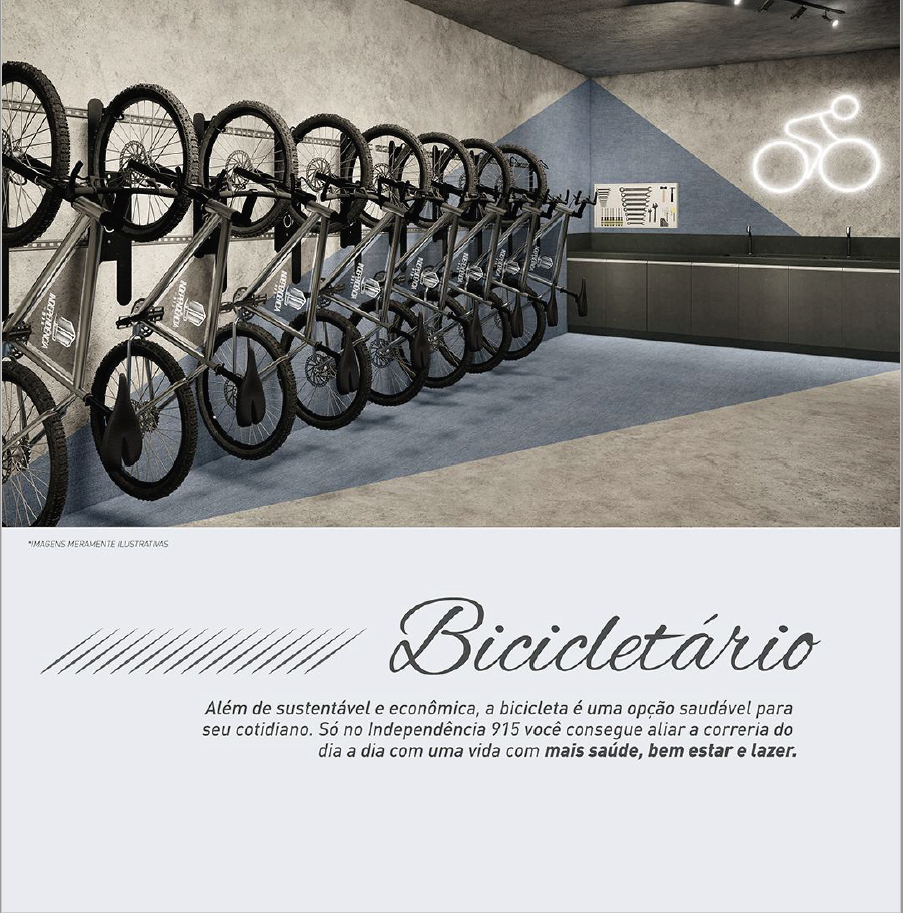 INDEPENDÊNCIA
*IMAGENS MERAMENTE ILUSTRATIVAS
Bicicletário
Além de sustentável e econômica, a bicicleta é uma opção saudável para
seu cotidiano. Só no Independência 915 você consegue aliar a correria do
dia a dia com uma vida com mais saúde, bem estar e lazer.